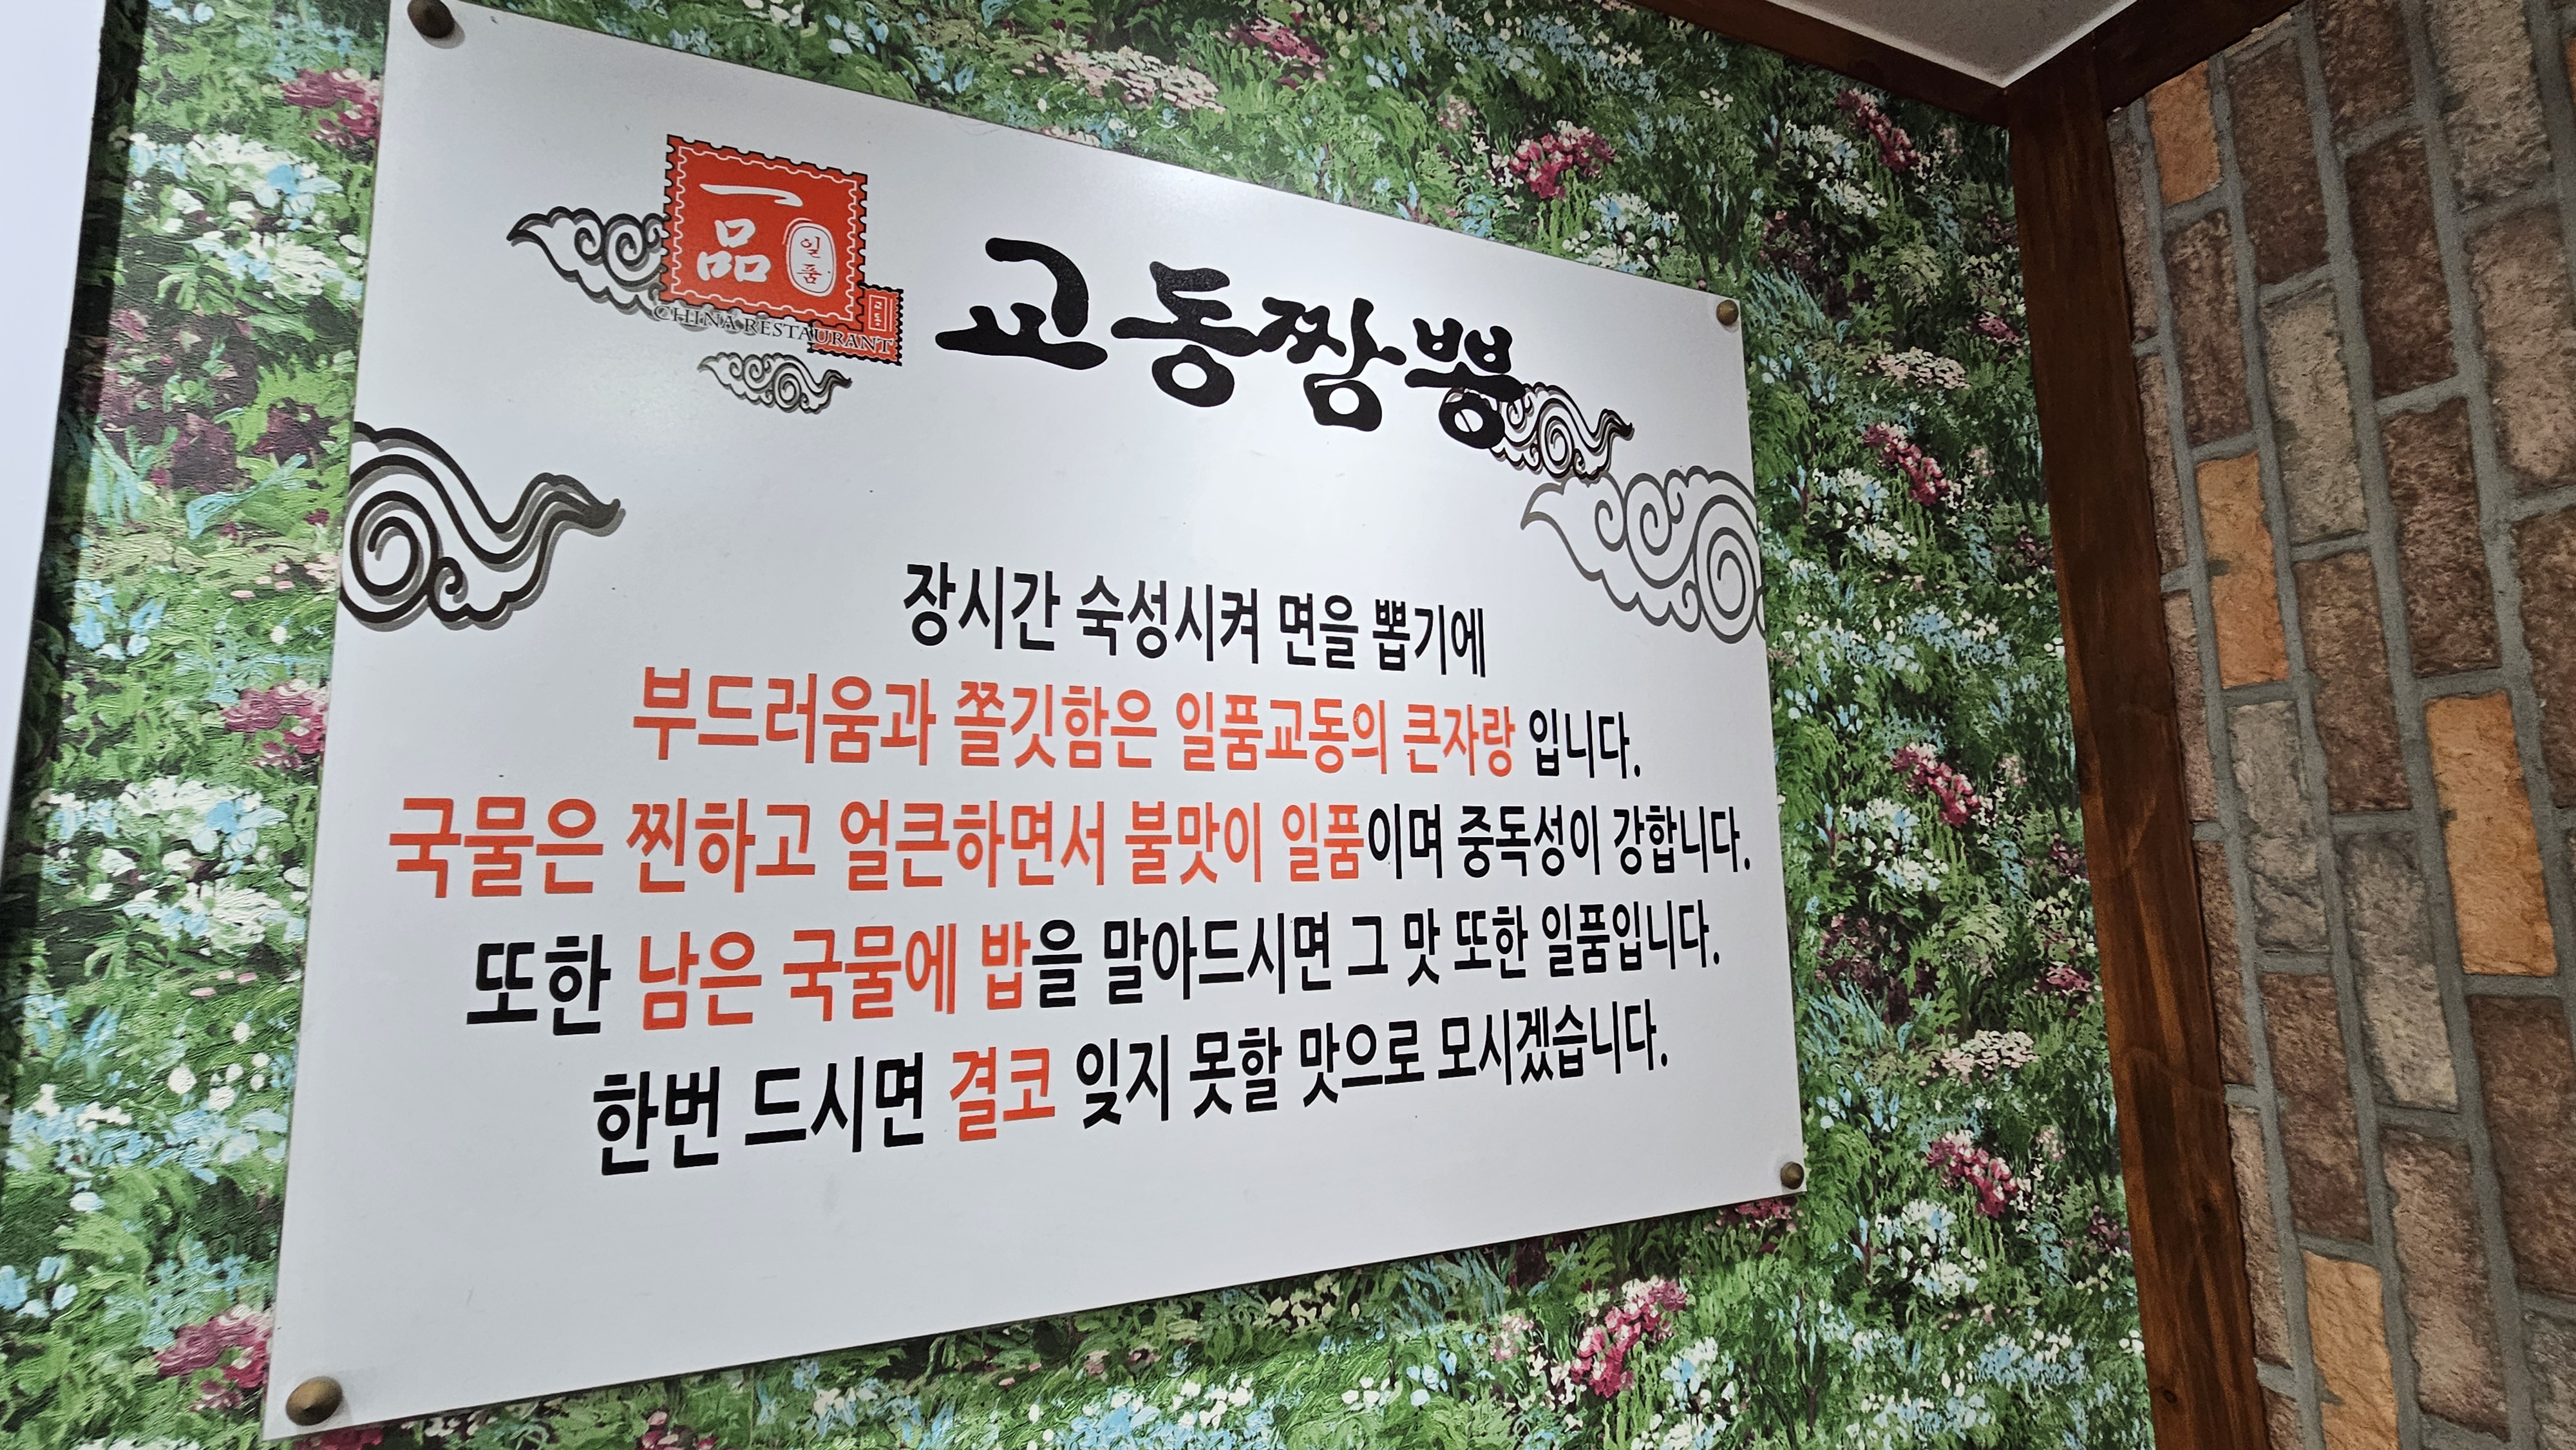 一品
일품
CHINA RESTAURANT
교동짬뽕
장시간 숙성시켜 면을 뽑기에
부드러움과 쫄깃함은 일품교동의 큰자랑 입니다.
국물은 찐하고 얼큰하면서 불맛이 일품이며 중독성이 강합니다.
또한 남은 국물에 밥을 말아드시면 그 맛 또한 일품입니다.
한번 드시면 결코 잊지 못할 맛으로 모시겠습니다.